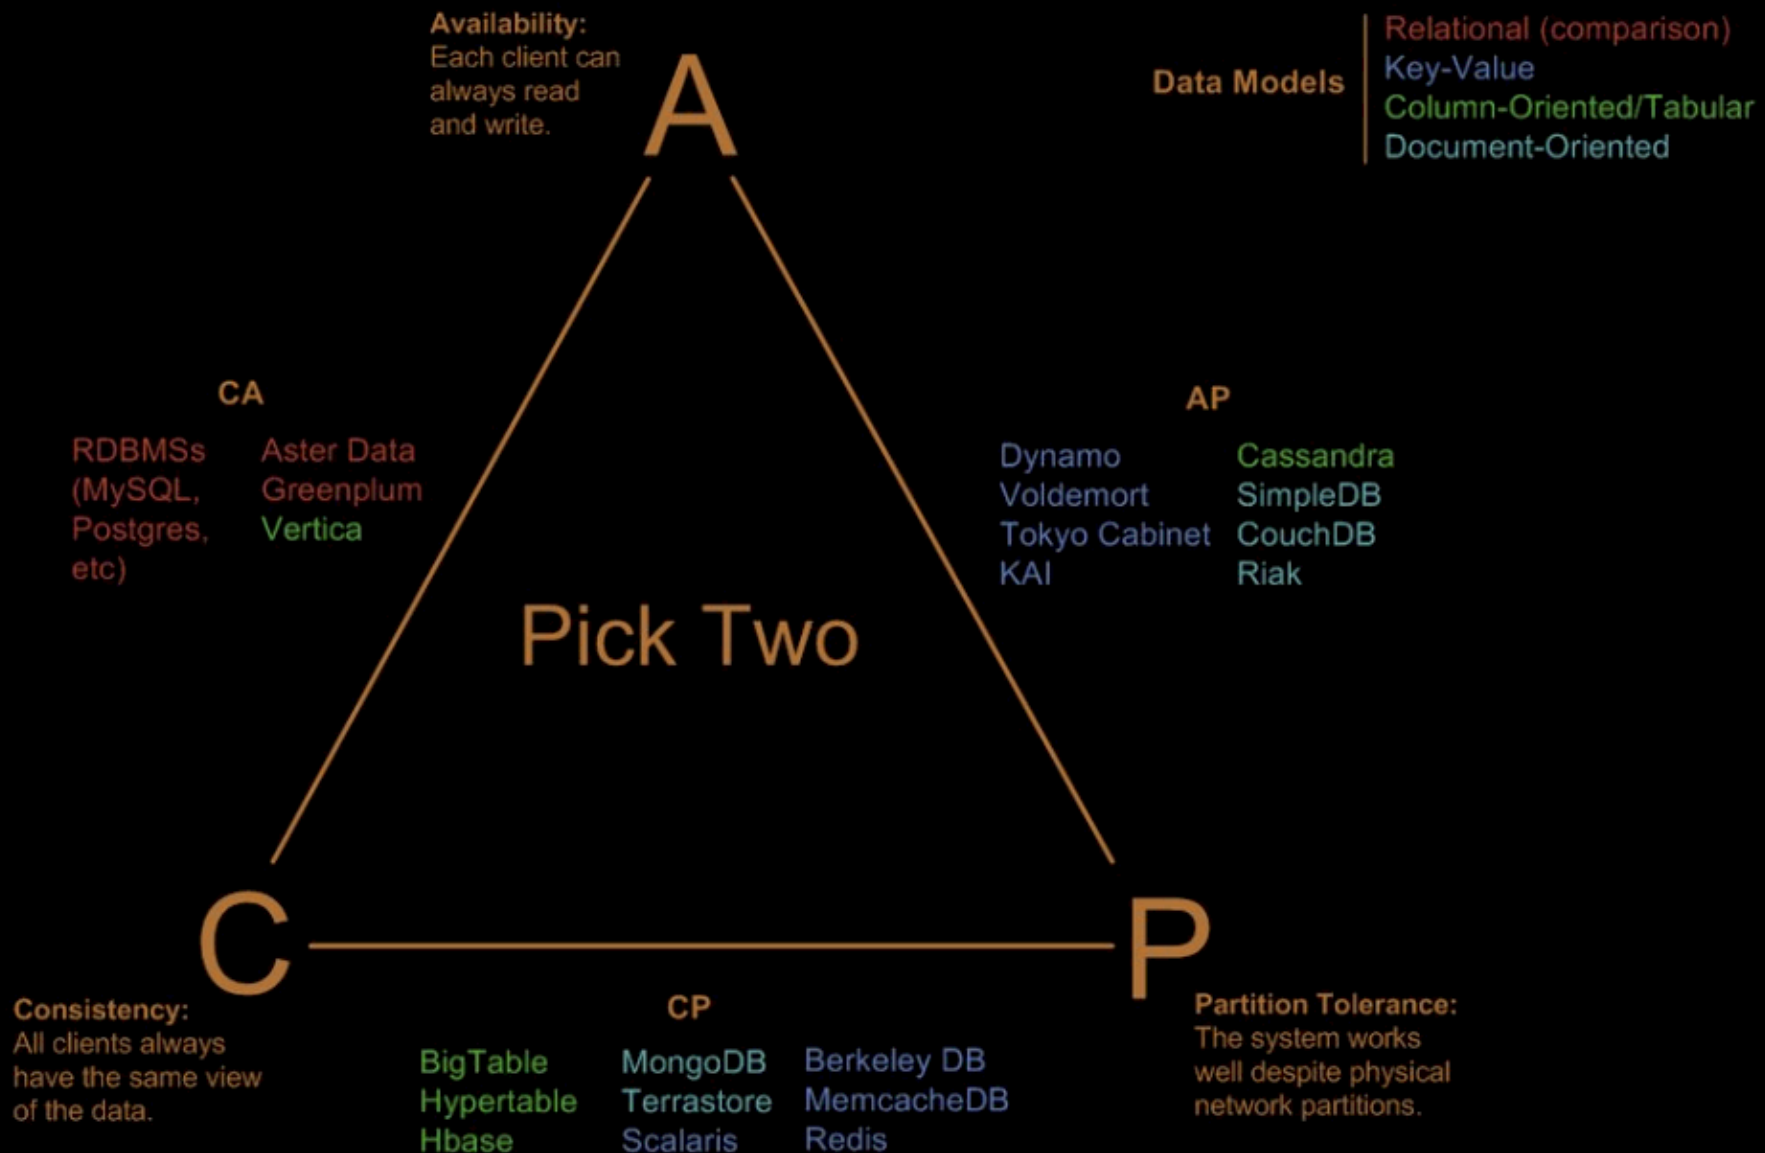 Availability:
Each client can
always read
and write.
A
Data Models
Relational (comparison)
Key-Value
Column-Oriented/Tabular
Document-Oriented
CA
RDBMSs
(MySQL,
Postgres,
etc)
Aster Data
Greenplum
Vertica
AP
Dynamo
Voldemort
Tokyo Cabinet
KAI
Cassandra
SimpleDB
CouchDB
Riak
Pick Two
C
Consistency:
All clients always
have the same view
of the data.
CP
BigTable
Hypertable
Hbase
MongoDB
Terrastore
Scalaris
Berkeley DB
MemcacheDB
Redis
P
Partition Tolerance:
The system works
well despite physical
network partitions.